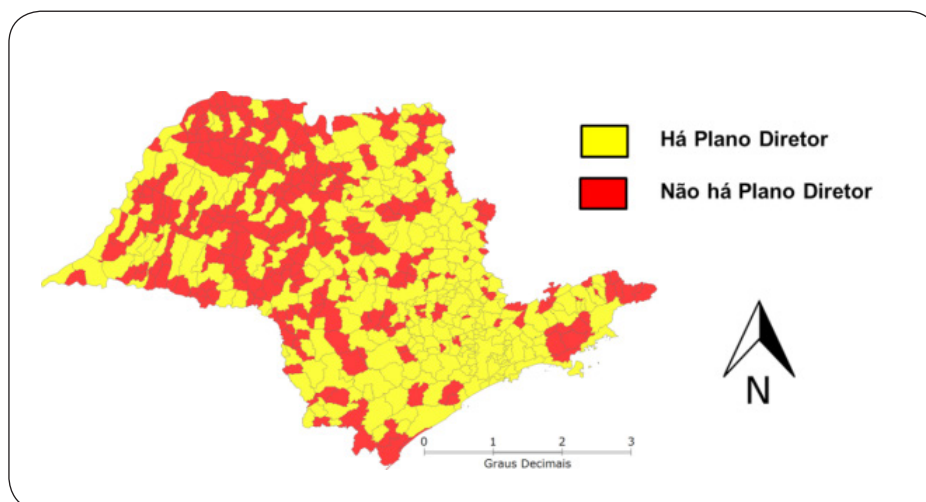 Há Plano Diretor
Não há Plano Diretor
N
0 1 2 3
Graus Decimais